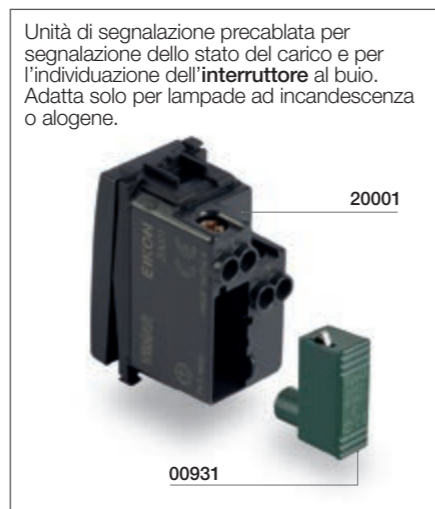 Unità di segnalazione precablata per
segnalazione dello stato del carico e per
l'individuazione dell'interruttore al buio.
Adatta solo per lampade ad incandescenza
o alogene.
20001
EIKON
00931